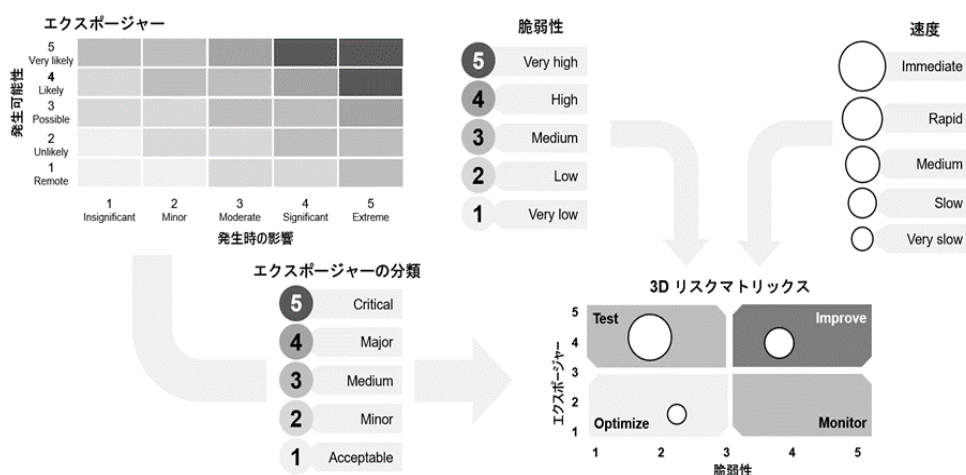 エクスポージャー
発生可能性
5
Very likely
4
Likely
3
Possible
2
Unlikely
1
Remote
1
Insignificant
2
Minor
3
Moderate
4
Significant
5
Extreme
発生時の影響
脆弱性
5 Very high
4 High
3 Medium
2 Low
1 Very low
速度
Immediate
Rapid
Medium
Slow
Very slow
エクスポージャーの分類
5 Critical
4 Major
3 Medium
2 Minor
1 Acceptable
3D リスクマトリックス
エクスポージャー
5
4
3
2
1
Test
Improve
Optimize
Monitor
1 2 3 4 5
脆弱性